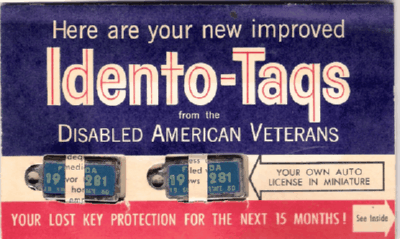 Here are your new improved
Idento-Tags
from the
DISABLED AMERICAN VETERANS
YOUR OWN AUTO
LICENSE IN MINIATURE
YOUR LOST KEY PROTECTION FOR THE NEXT 15 MONTHS!
See Inside